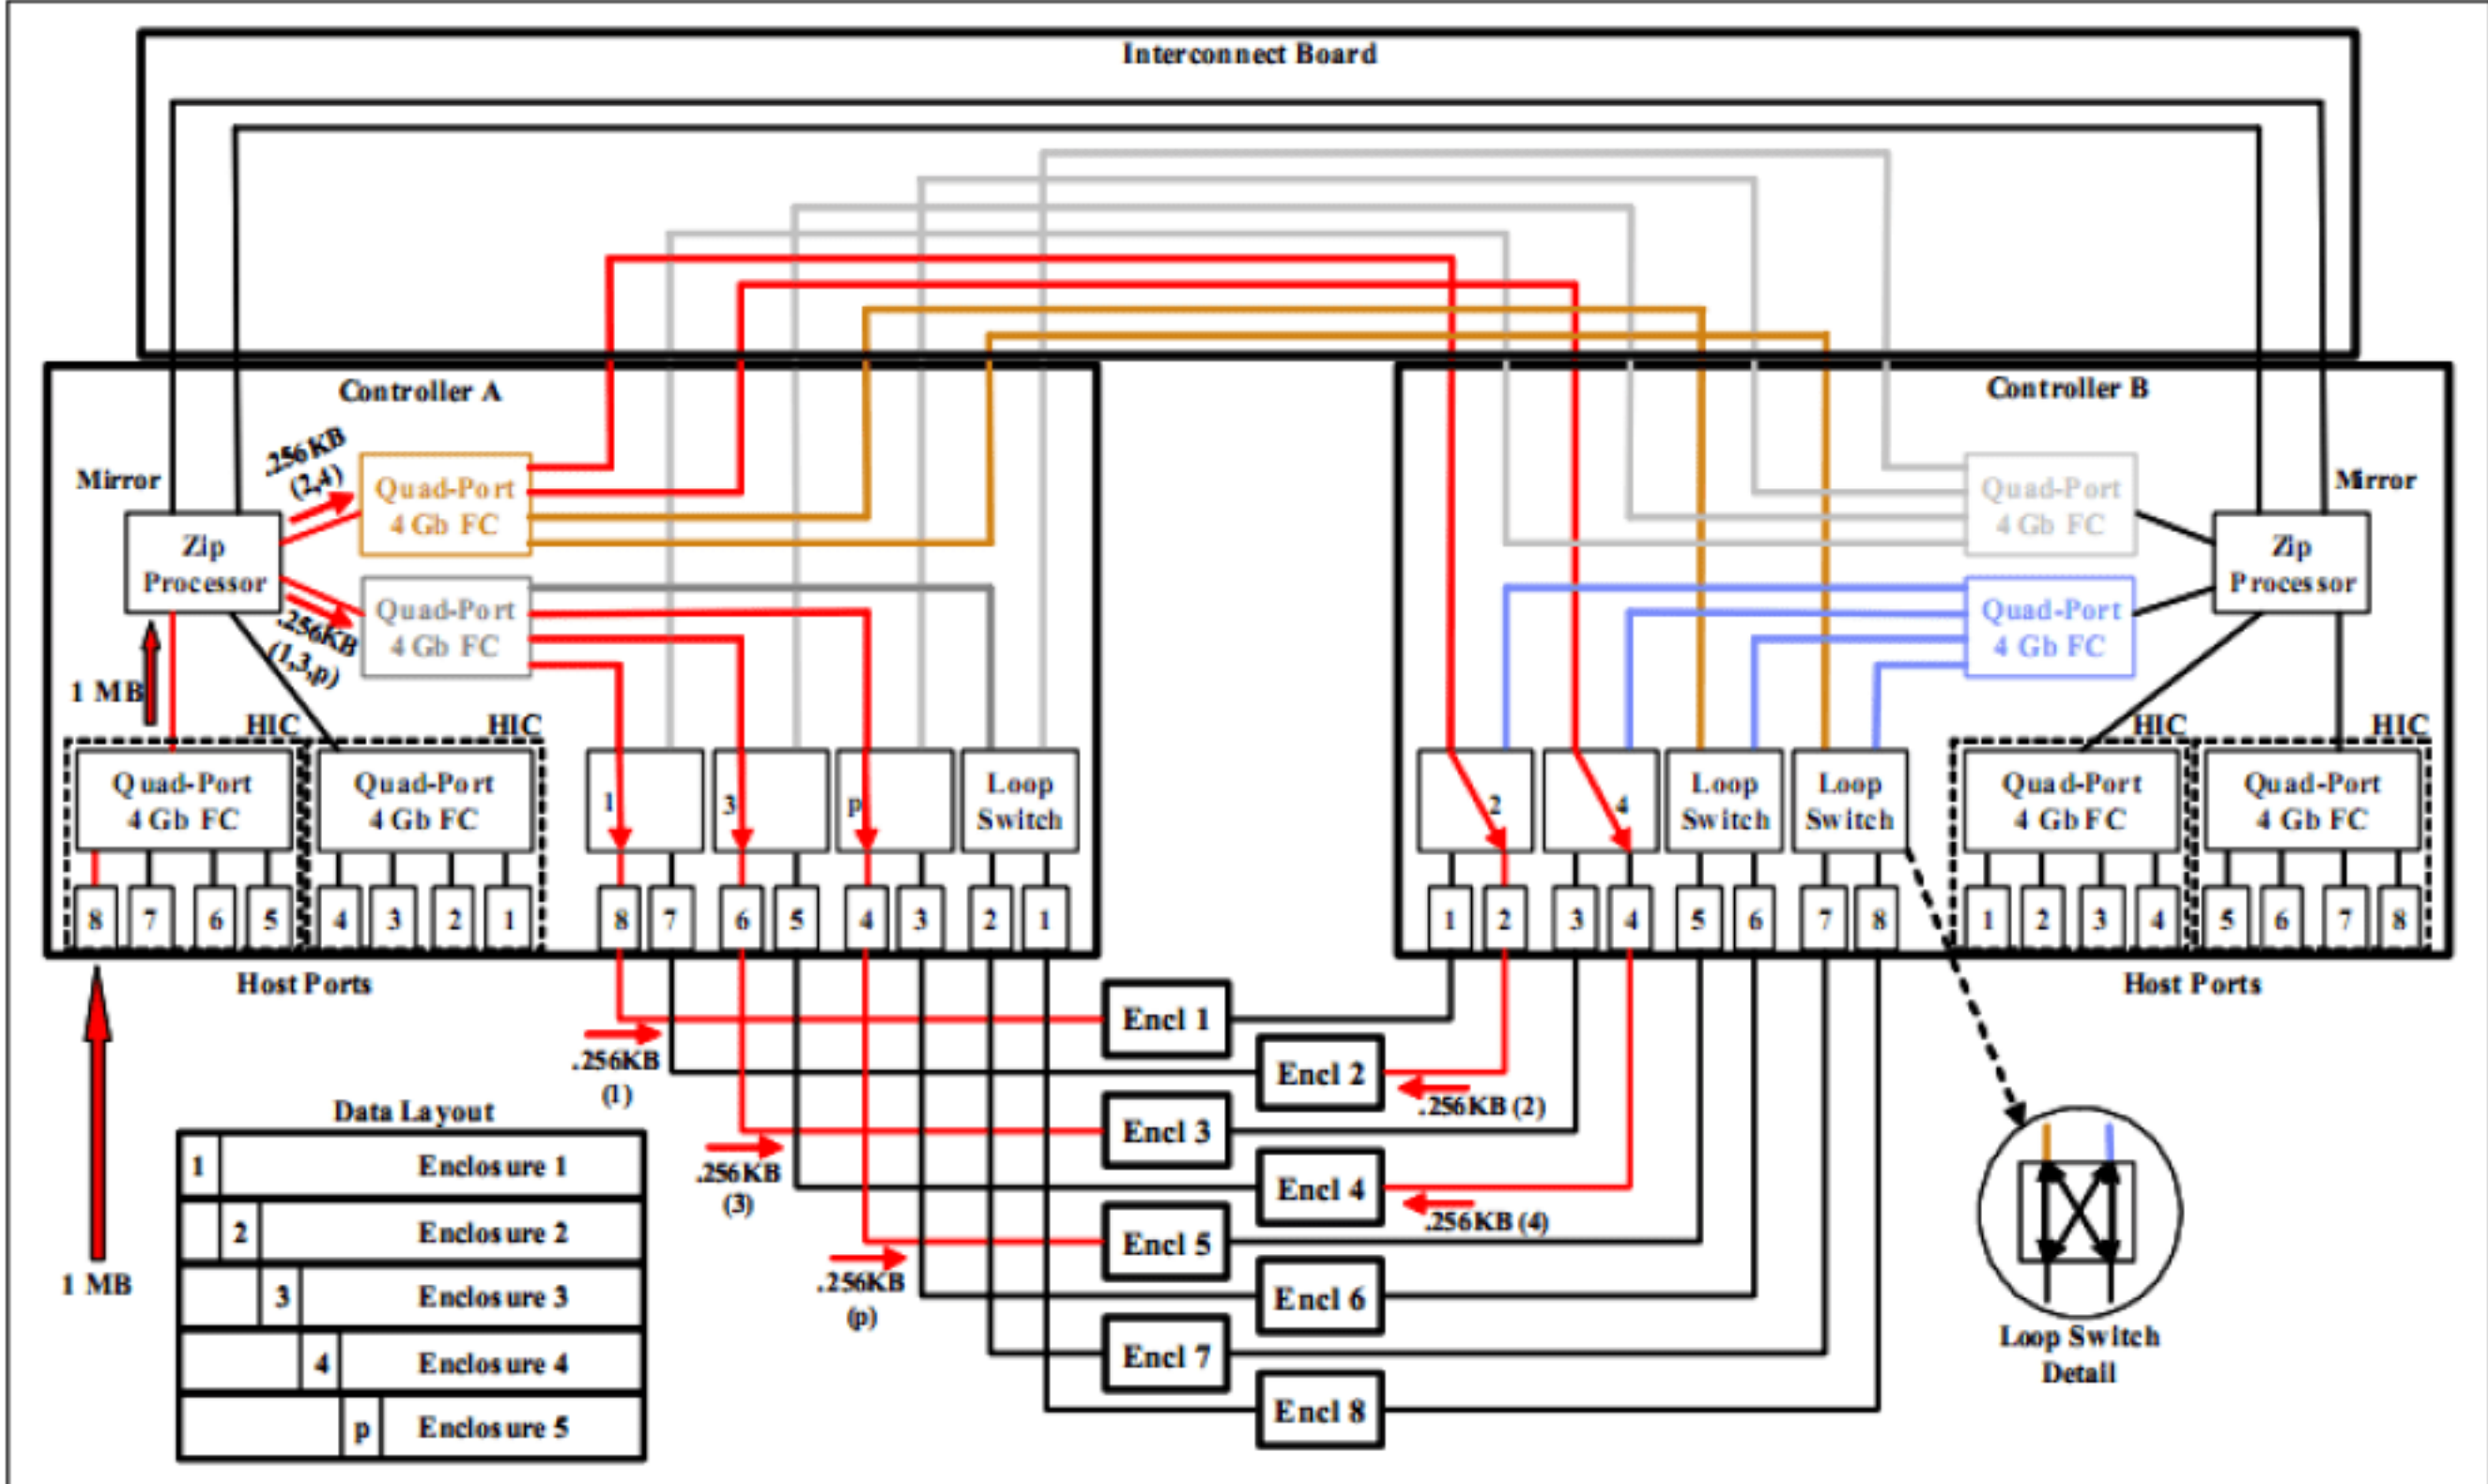 Interconnect Board
Controller A
Controller B
.256KB
(2,4)
Mirror
Quad-Port
4 Gb FC
Zip
Processor
Quad-Port
4 Gb FC
.256KB
(1,3,p)
1 MB
HIC
HIC
Quad-Port
4 Gb FC
Quad-Port
4 Gb FC
1
3
p
Loop
Switch
8 7 6 5 4 3 2 1
8 7 6 5 4 3 2 1
Host Ports
Quad-Port
4 Gb FC
Mirror
Zip
Processor
Quad-Port
4 Gb FC
HIC
HIC
2
4
Loop
Switch
Loop
Switch
Quad-Port
4 Gb FC
Quad-Port
4 Gb FC
1 2 3 4 5 6 7 8
1 2 3 4 5 6 7 8
Host Ports
Encl 1
.256KB
(1)
Encl 2
.256KB (2)
Encl 3
.256KB
(3)
Encl 4
.256KB (4)
Encl 5
.256KB
(p)
Encl 6
Encl 7
Encl 8
1 MB
Data Layout
1 Enclosure 1
2 Enclosure 2
3 Enclosure 3
4 Enclosure 4
p Enclosure 5
Loop Switch
Detail